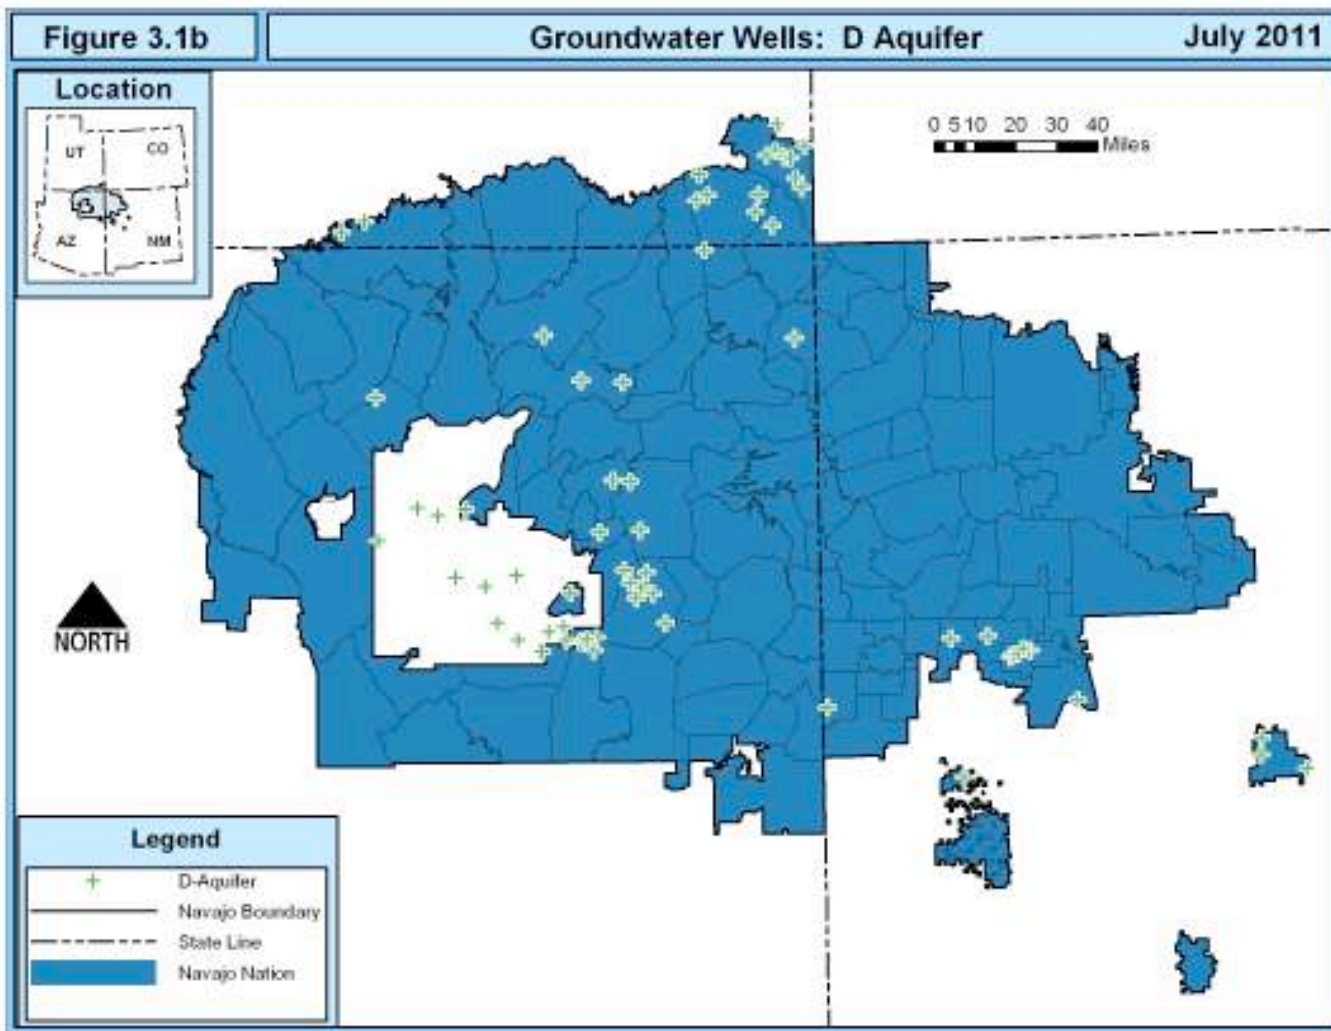 Figure 3.1b
Groundwater Wells: D Aquifer
July 2011
Location
UT
CO
AZ
NM
0 5 10 20 30 40
Miles
NORTH
Legend
D-Aquifer
Navajo Boundary
State Line
Navajo Nation